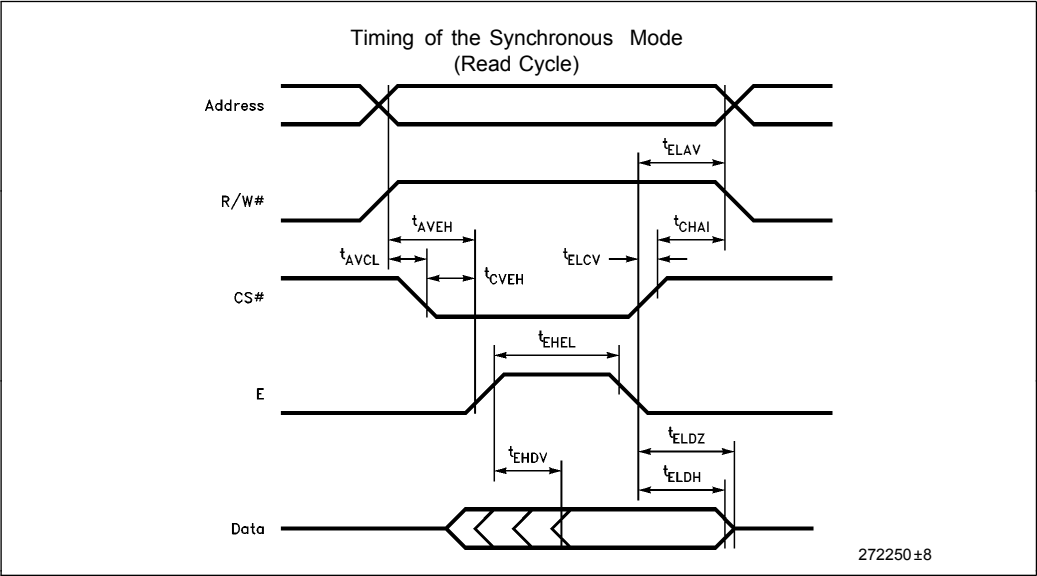 Timing of the Synchronous Mode
(Read Cycle)
Address
tELAV
R/W#
tAVEH
tCHAI
tAVCL
tELCV
tCVEH
CS#
tEHEL
E
tELDZ
tEHDV
tELDH
Data
272250±8